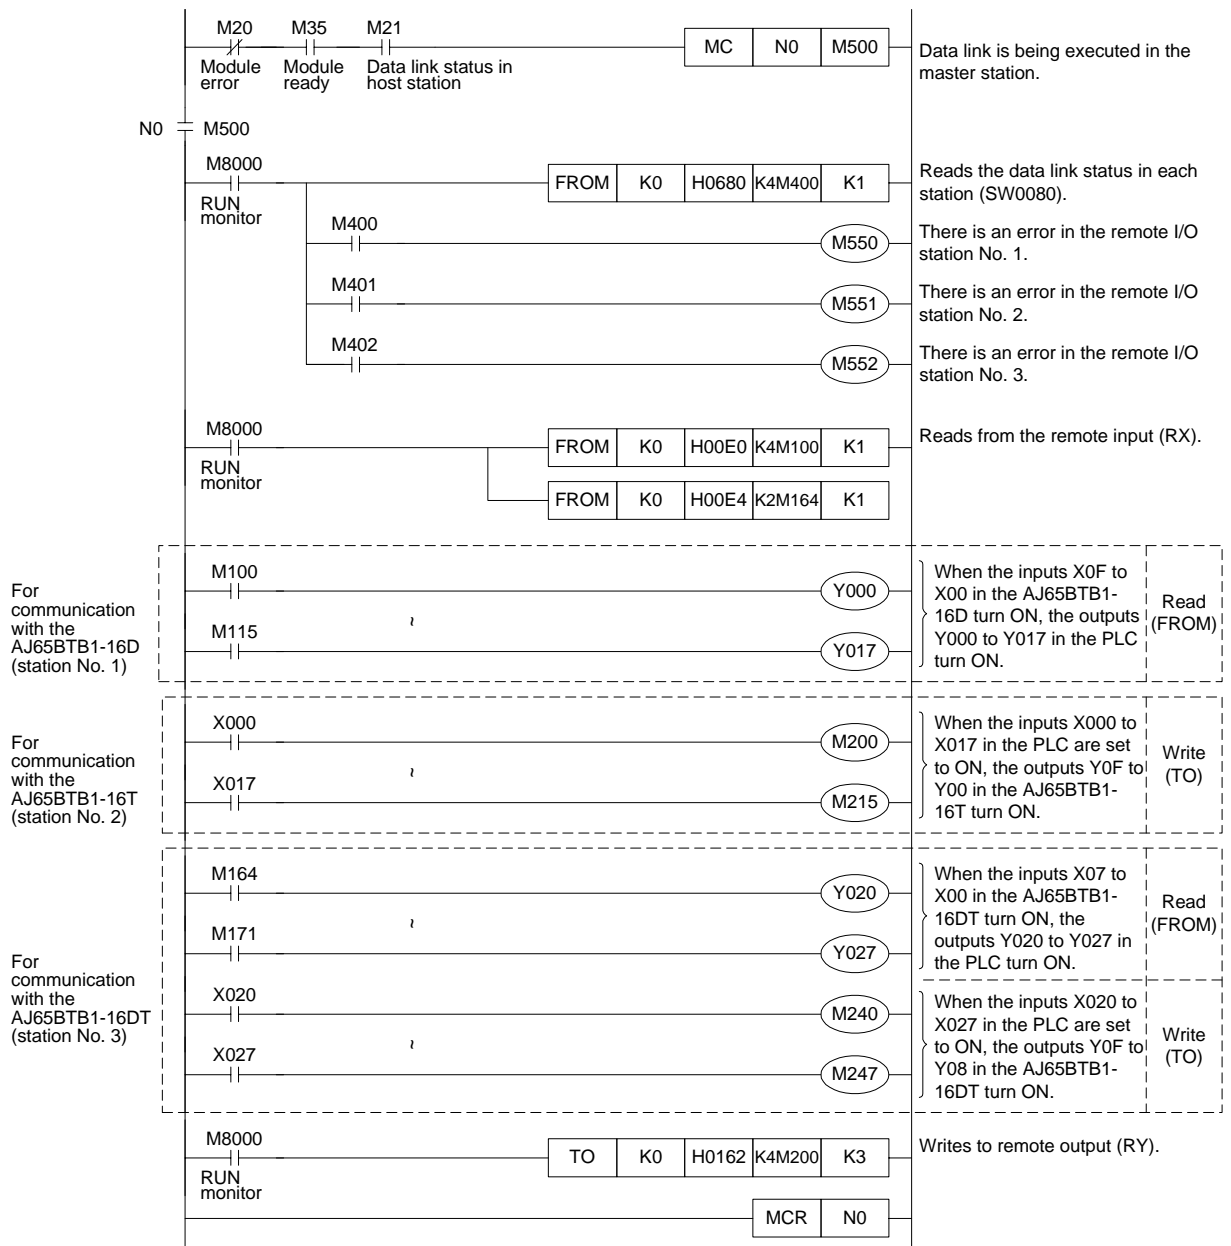 M20 M35 M21
MC N0 M500
Module error
Module ready
Data link status in host station
Data link is being executed in the
master station.
N0 M500
M8000
RUN
monitor
FROM K0 H0680 K4M400 K1
Reads the data link status in each
station (SW0080).
M400
M550
There is an error in the remote I/O
station No. 1.
M401
M551
There is an error in the remote I/O
station No. 2.
M402
M552
There is an error in the remote I/O
station No. 3.
M8000
RUN
monitor
FROM K0 H00E0 K4M100 K1
Reads from the remote input (RX).
FROM K0 H00E4 K2M164 K1
For
communication
with the
AJ65BTB1-16D
(station No. 1)
M100
Y000
~
M115
Y017
When the inputs X0F to
X00 in the AJ65BTB1-
16D turn ON, the outputs
Y000 to Y017 in the PLC
turn ON.
Read
(FROM)
For
communication
with the
AJ65BTB1-16T
(station No. 2)
X000
M200
~
X017
M215
When the inputs X000 to
X017 in the PLC are set
to ON, the outputs Y0F to
Y00 in the AJ65BTB1-
16T turn ON.
Write
(TO)
For
communication
with the
AJ65BTB1-16DT
(station No. 3)
M164
Y020
~
M171
Y027
When the inputs X07 to
X00 in the AJ65BTB1-
16DT turn ON, the
outputs Y020 to Y027 in
the PLC turn ON.
Read
(FROM)
X020
M240
~
X027
M247
When the inputs X020 to
X027 in the PLC are set
to ON, the outputs Y0F to
Y08 in the AJ65BTB1-
16DT turn ON.
Write
(TO)
M8000
RUN
monitor
TO K0 H0162 K4M200 K3
Writes to remote output (RY).
MCR N0